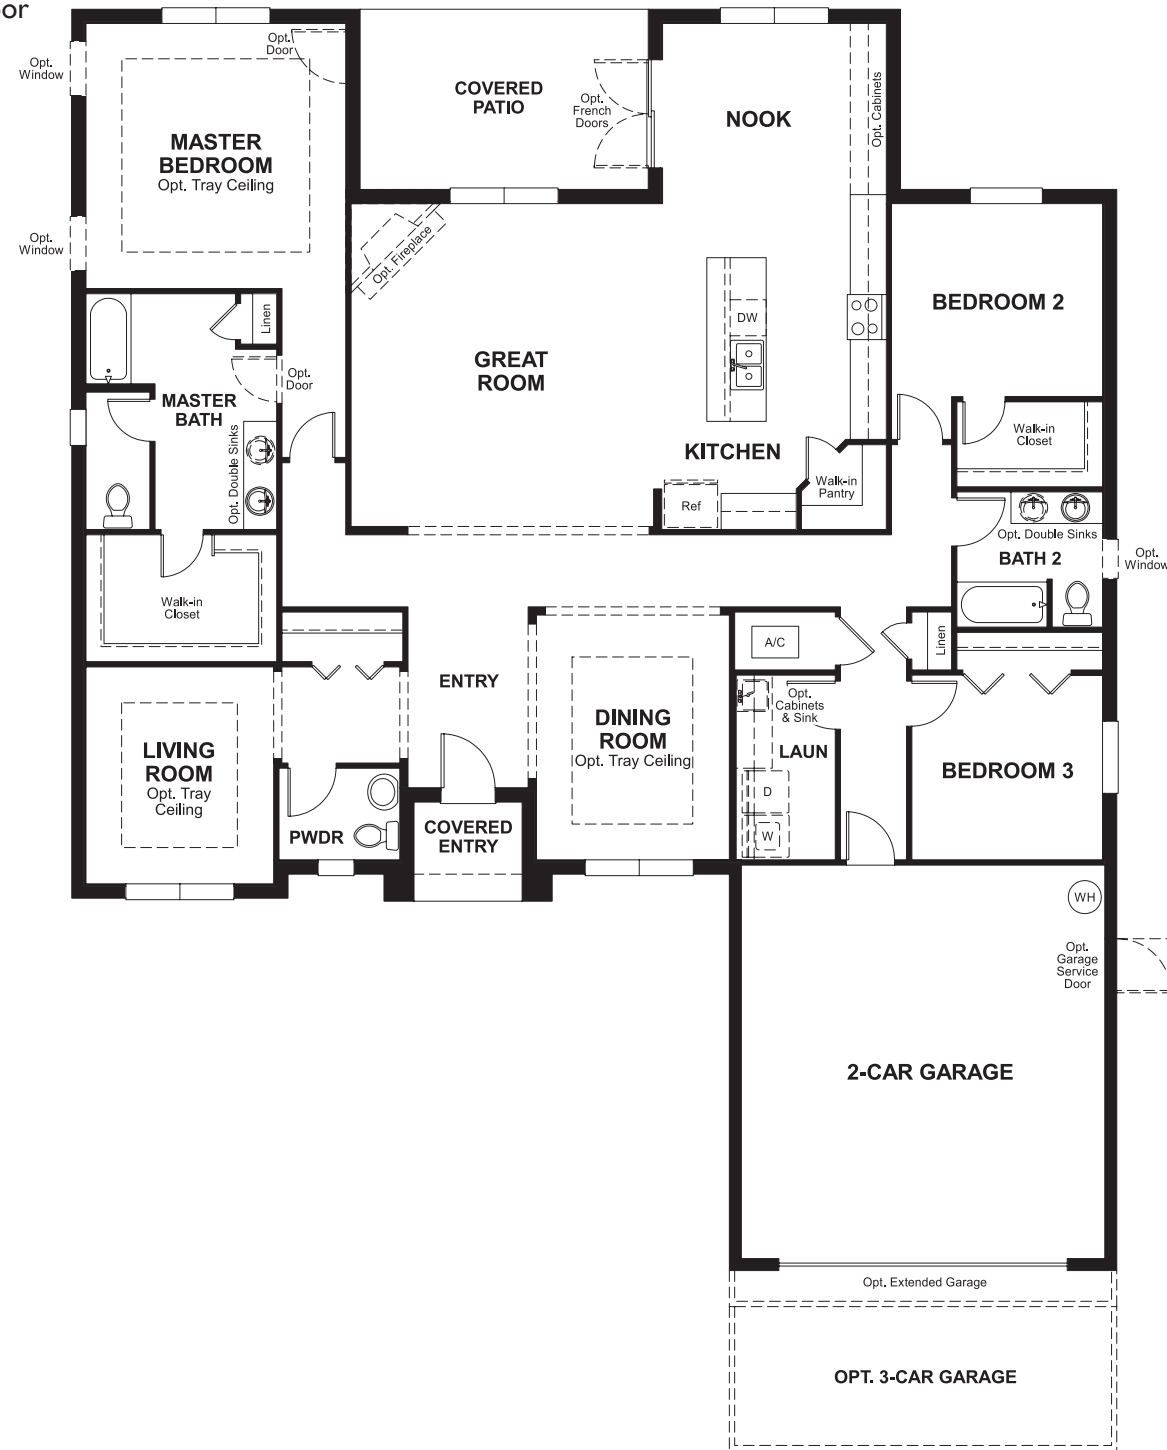 Opt.
Window
Opt.
Door
MASTER
BEDROOM
Opt. Tray Ceiling
Opt.
Window
COVERED
PATIO
Opt.
French
Doors
NOOK
Opt. Cabinets
Opt. Fireplace
GREAT
ROOM
DW
KITCHEN
Ref
Walk-in
Pantry
BEDROOM 2
Walk-in
Closet
Linen
Opt.
Door
MASTER
BATH
Opt. Double Sinks
Walk-in
Closet
Opt. Double Sinks
BATH 2
Opt.
Window
Linen
A/C
ENTRY
DINING
ROOM
Opt. Tray Ceiling
Opt.
Cabinets
& Sink
LAUN
D
W
BEDROOM 3
LIVING
ROOM
Opt. Tray
Ceiling
PWDR
COVERED
ENTRY
WH
Opt.
Garage
Service
Door
2-CAR GARAGE
Opt. Extended Garage
OPT. 3-CAR GARAGE